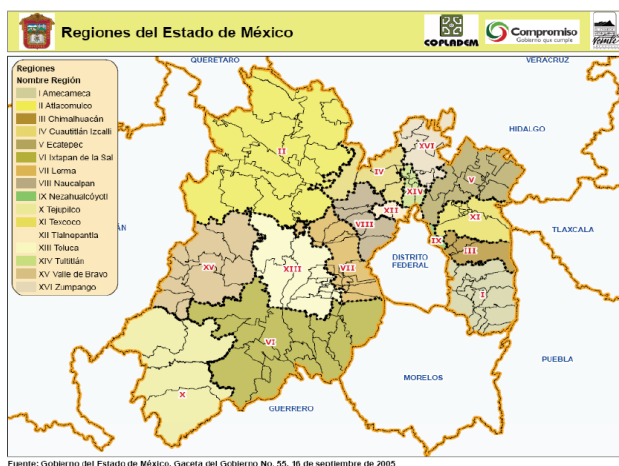 Regiones del Estado de México
COPLADEM
Compromiso
Gobierno que cumple
QUERETARO
VERACRUZ
HIDALGO
TLAXCALA
PUEBLA
MORELOS
GUERRERO
DISTRITO
FEDERAL
Regiones
Nombre Región
I Amecameca
II Atlacomulco
III Chimalhuacán
IV Cuautitlán Izcalli
V Ecatepec
VI Ixtapan de la Sal
VII Lerma
VIII Naucalpan
IX Nezahualcóyotl
X Tejupilco
XI Texcoco
XII Tlalnepantla
XIII Toluca
XIV Tultitlán
XV Valle de Bravo
XVI Zumpango
II
IV
XVI
V
XIV
XII
VIII
XI
IX
III
XV
XIII
VII
I
VI
X
Fuente: Gobierno del Estado de México, Gaceta del Gobierno No. 55, 16 de septiembre de 2005